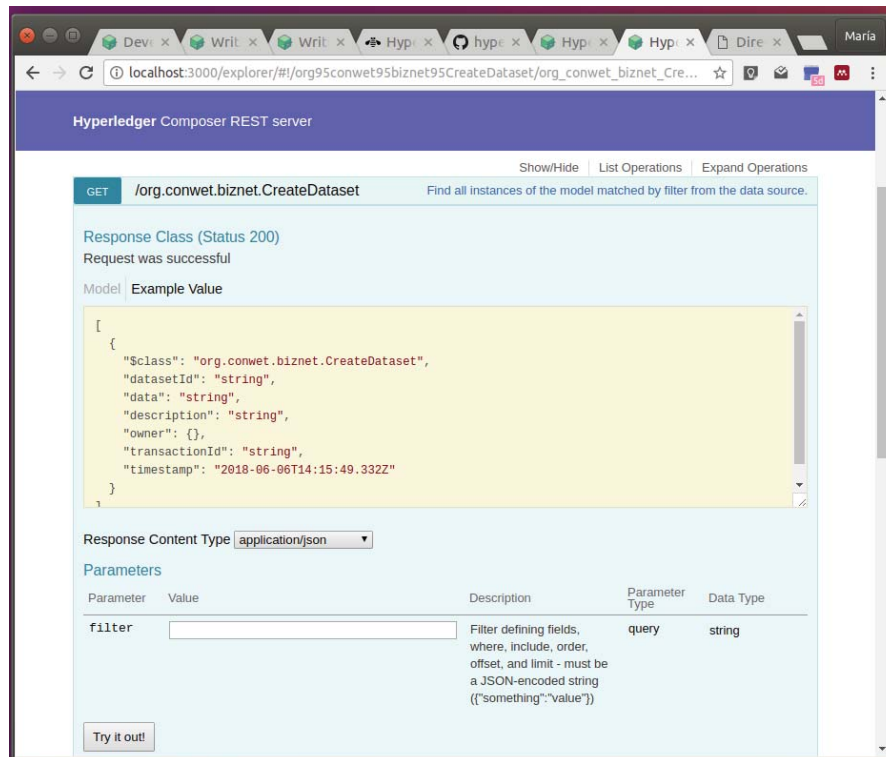 Deve
Writ
Writ
Hype
hype
Hype
Hype
Dire
María
localhost:3000/explorer/#!/org95conwet95biznet95CreateDataset/org_conwet_biznet_Cre...
5d
Hyperledger Composer REST server
Show/Hide
List Operations
Expand Operations
GET /org.conwet.biznet.CreateDataset
Find all instances of the model matched by filter from the data source.
Response Class (Status 200)
Request was successful
Model Example Value
[
{
"$class": "org.conwet.biznet.CreateDataset",
"datasetId": "string",
"data": "string",
"description": "string",
"owner": {},
"transactionId": "string",
"timestamp": "2018-06-06T14:15:49.332Z"
}
]
Response Content Type application/json
Parameters
Parameter Value Description Parameter Type Data Type
filter
Filter defining fields,
where, include, order,
offset, and limit - must be
a JSON-encoded string
({"something":"value"})
query
string
Try it out!